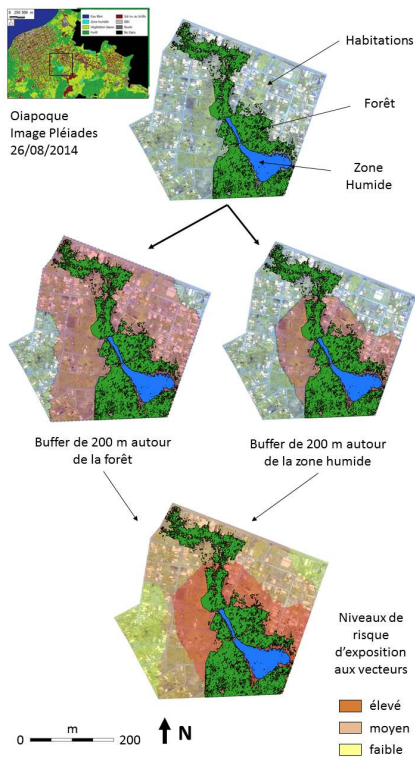 Oiapoque
Image Pléiades
26/08/2014
Habitations
Forêt
Zone
Humide
Buffer de 200 m autour
de la forêt
Buffer de 200 m autour
de la zone humide
Niveaux de
risque
d'exposition
aux vecteurs
élevé
moyen
faible
m
0
200
N